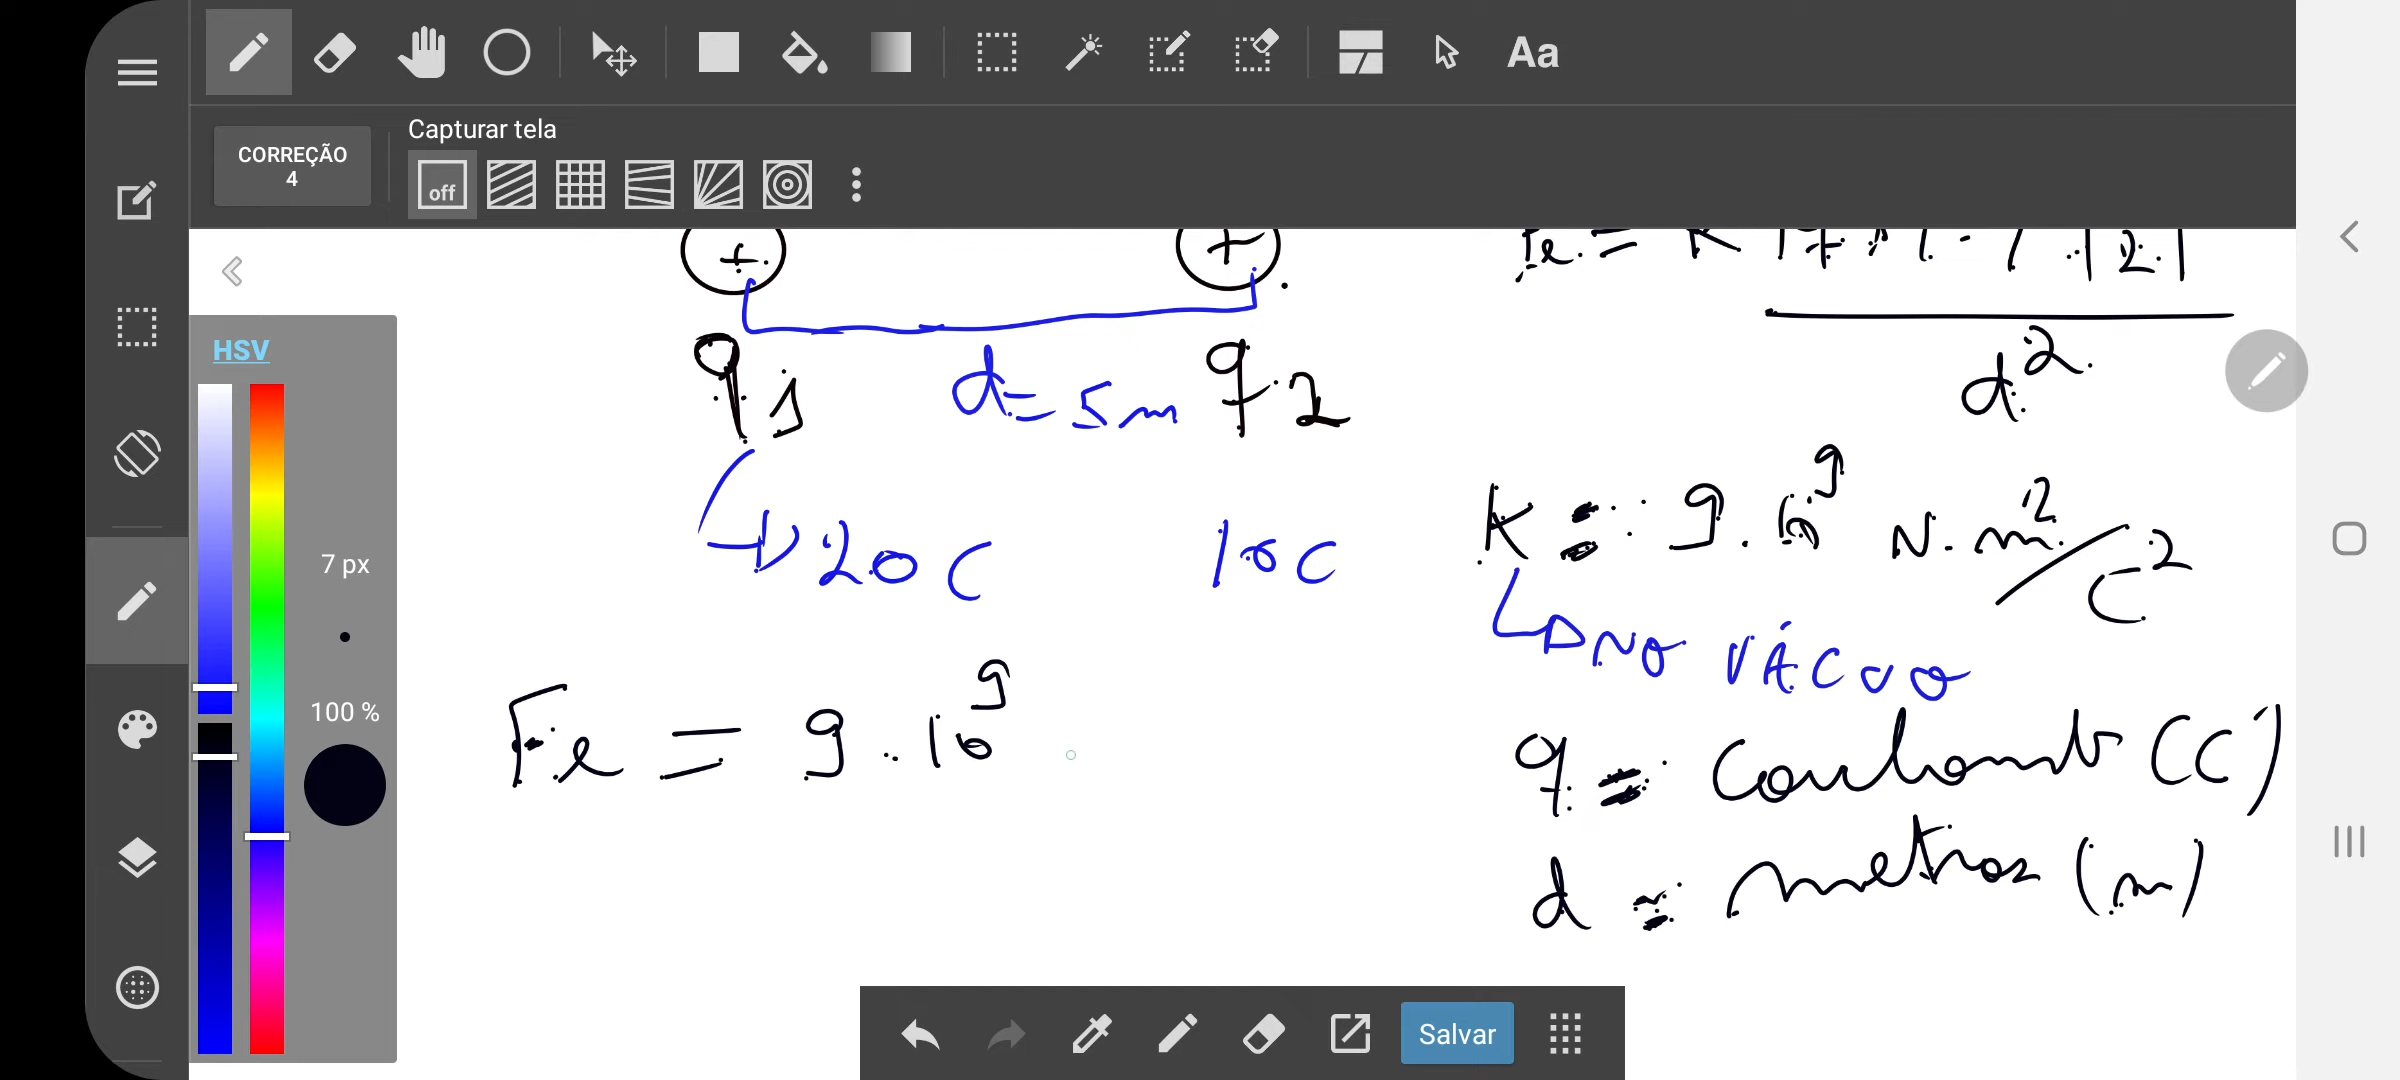 Aa
CORREÇÃO
4
Capturar tela
off
HSV
7 px
100 %
+ +
q1 d = 5m q2
20 C 10 C
d²
K = 9.10⁹ N.m²/C²
NO VÁCUO
Fe = 9.10⁹
q = Coulomb (C)
d = metros (m)
Salvar